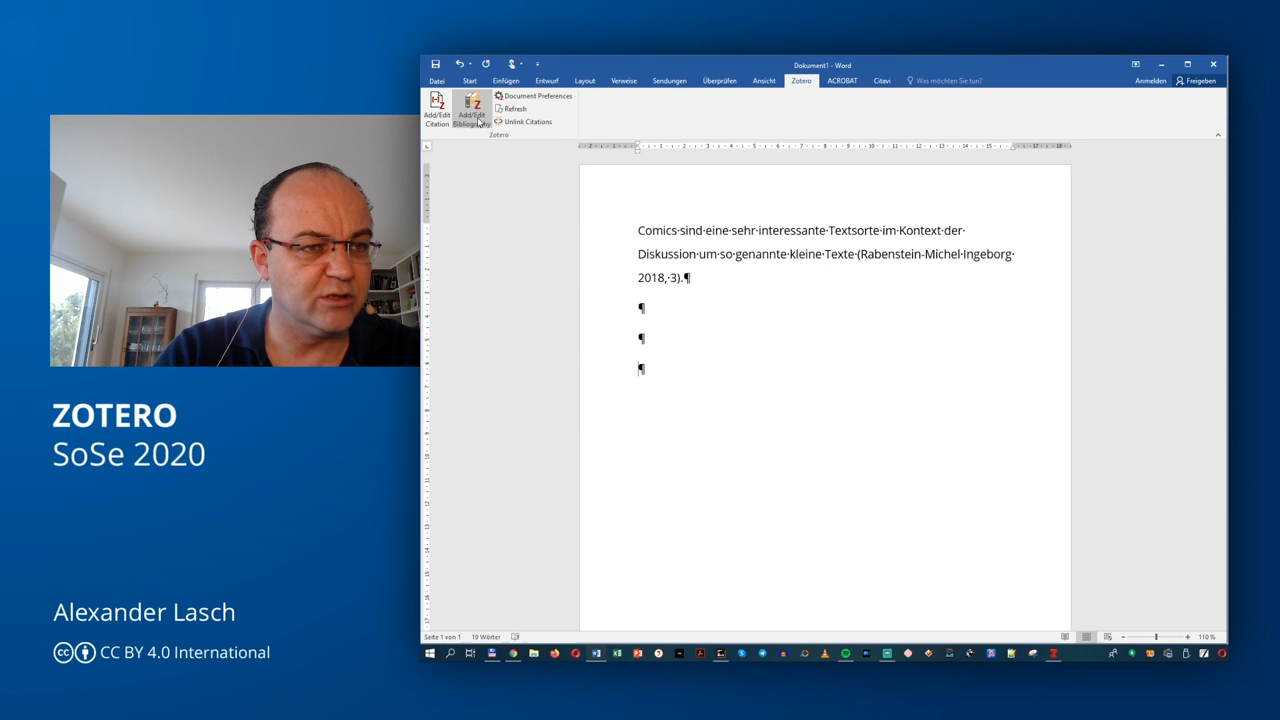 Dokument1 - Word
Datei Start Einfügen Entwurf Layout Verweise Sendungen Überprüfen Ansicht Zotero ACROBAT Citavi Was möchten Sie tun? Anmelden Freigeben
Add/Edit Citation
Add/Edit Bibliography
Document Preferences
Refresh
Unlink Citations
Zotero
Comics·sind·eine·sehr·interessante·Textsorte·im·Kontext·der·
Diskussion·um·so·genannte·kleine·Texte·(Rabenstein-Michel·Ingeborg·
2018,·3).¶
¶
¶
¶
Seite 1 von 1 19 Wörter 110 %
ZOTERO
SoSe 2020
Alexander Lasch
CC BY 4.0 International